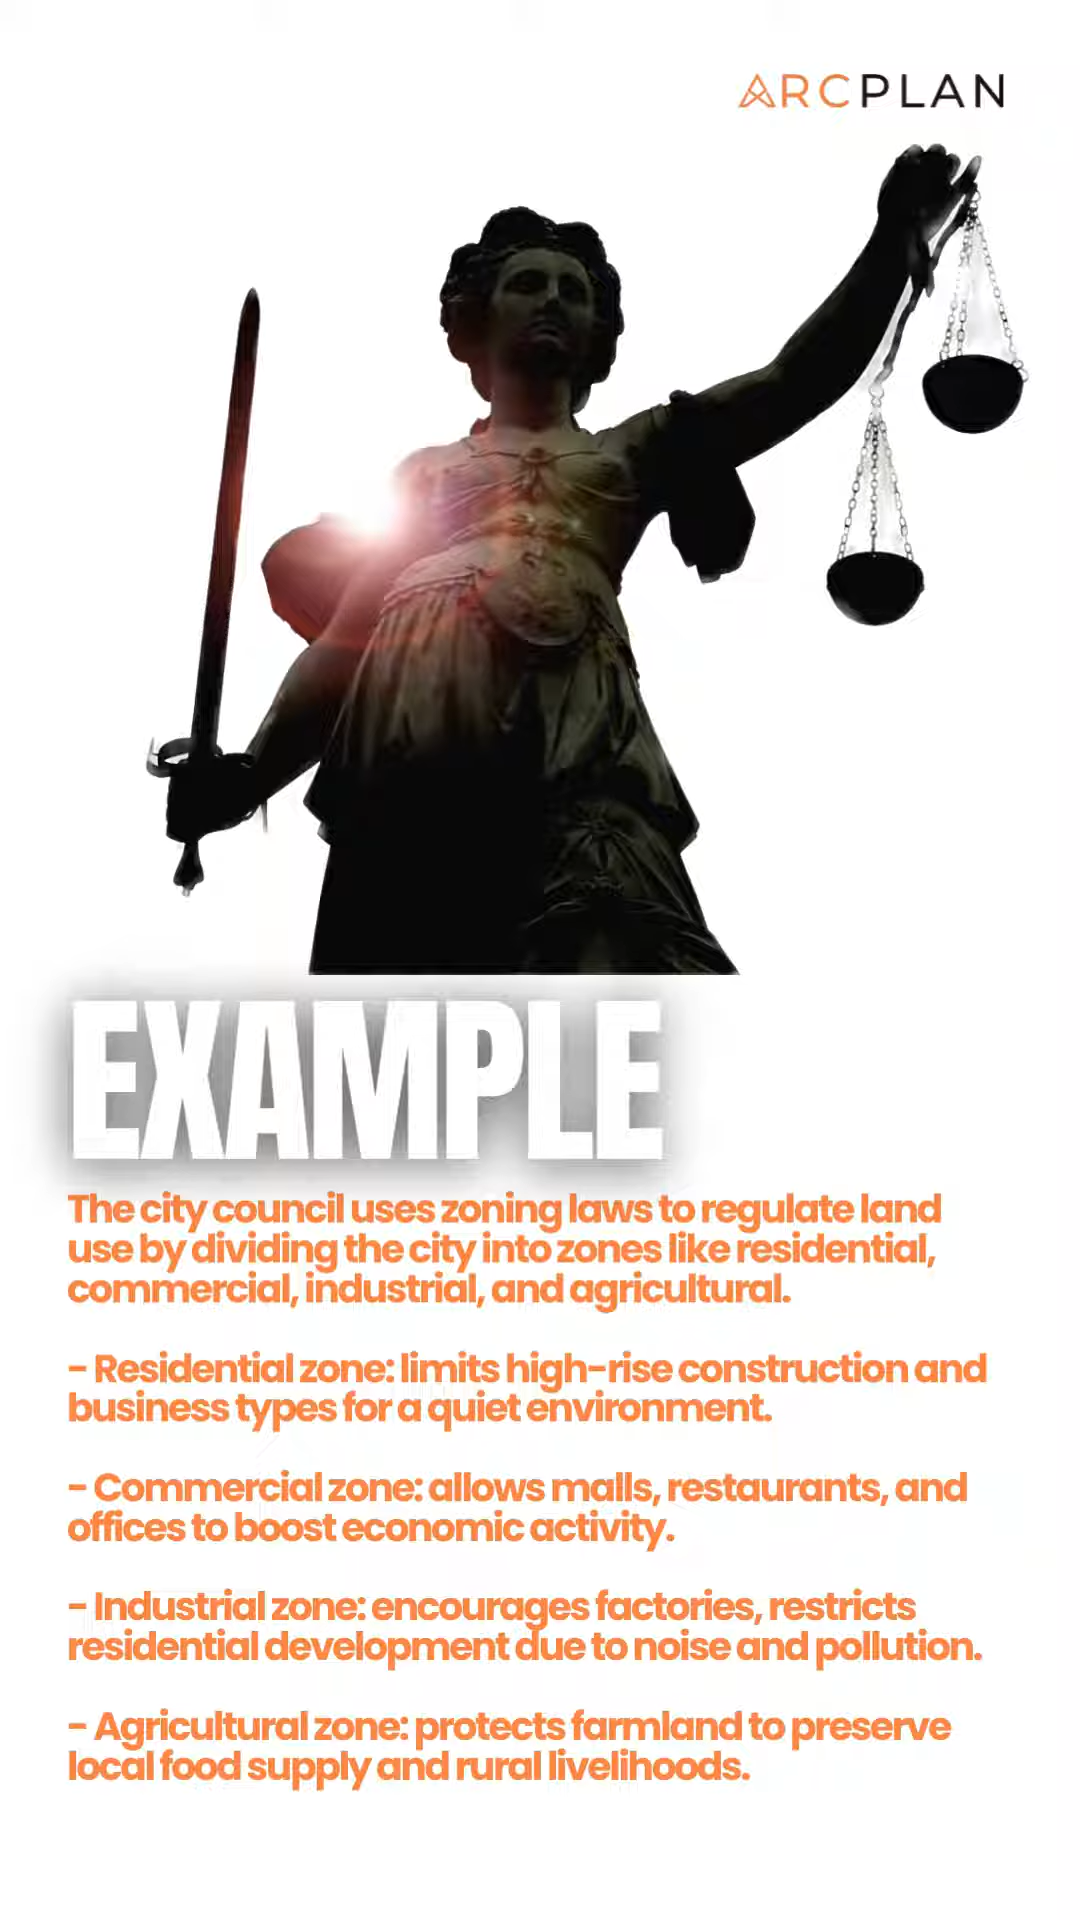 ARCPLAN
EXAMPLE
The city council uses zoning laws to regulate land
use by dividing the city into zones like residential,
commercial, industrial, and agricultural.
- Residential zone: limits high-rise construction and
business types for a quiet environment.
- Commercial zone: allows malls, restaurants, and
offices to boost economic activity.
- Industrial zone: encourages factories, restricts
residential development due to noise and pollution.
- Agricultural zone: protects farmland to preserve
local food supply and rural livelihoods.